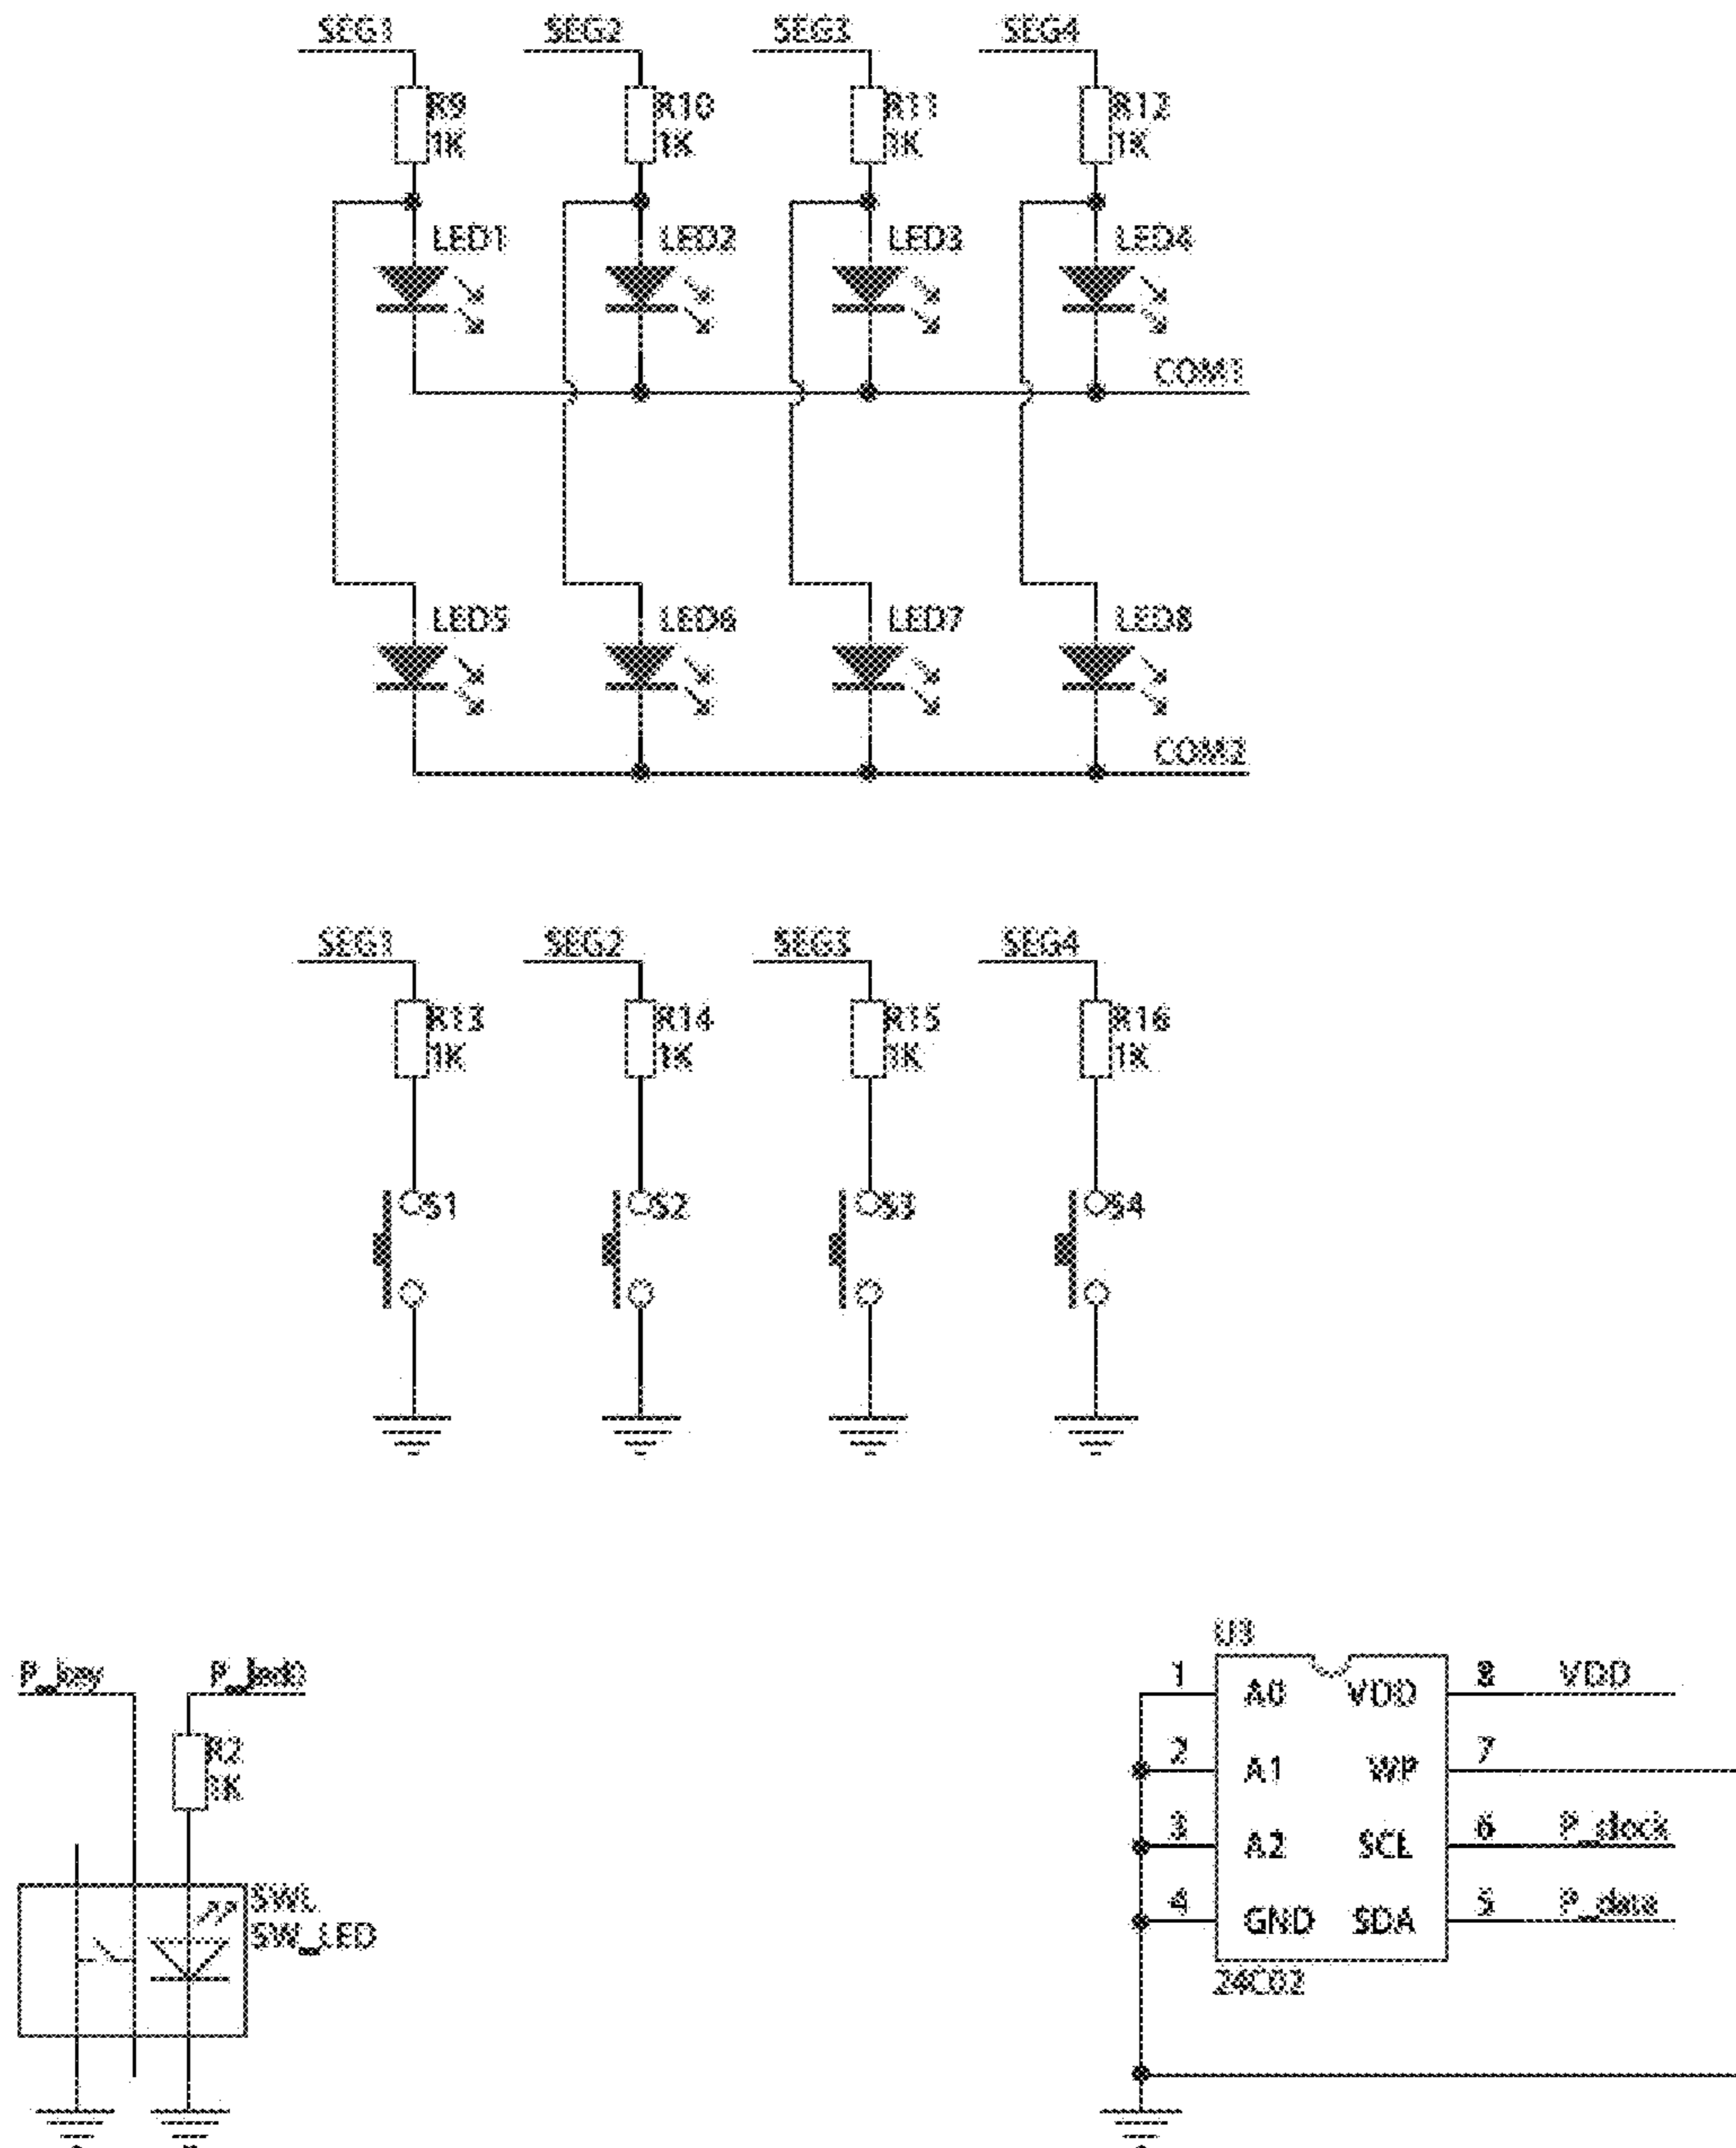 SEG1 SEG2 SEG3 SEG4
R9 R10 R11 R12
1K 1K 1K 1K
LED1 LED2 LED3 LED4
COM1
LED5 LED6 LED7 LED8
COM2
SEG1 SEG2 SEG3 SEG4
R13 R14 R15 R16
1K 1K 1K 1K
S1 S2 S3 S4
U3
P_key P_led0 1 A0 VDD 8 VDD
R2 2 A1 WP 7
1K 3 A2 SCL 6 P_clock
SWL 4 GND SDA 5 P_data
SW_LED
24C02